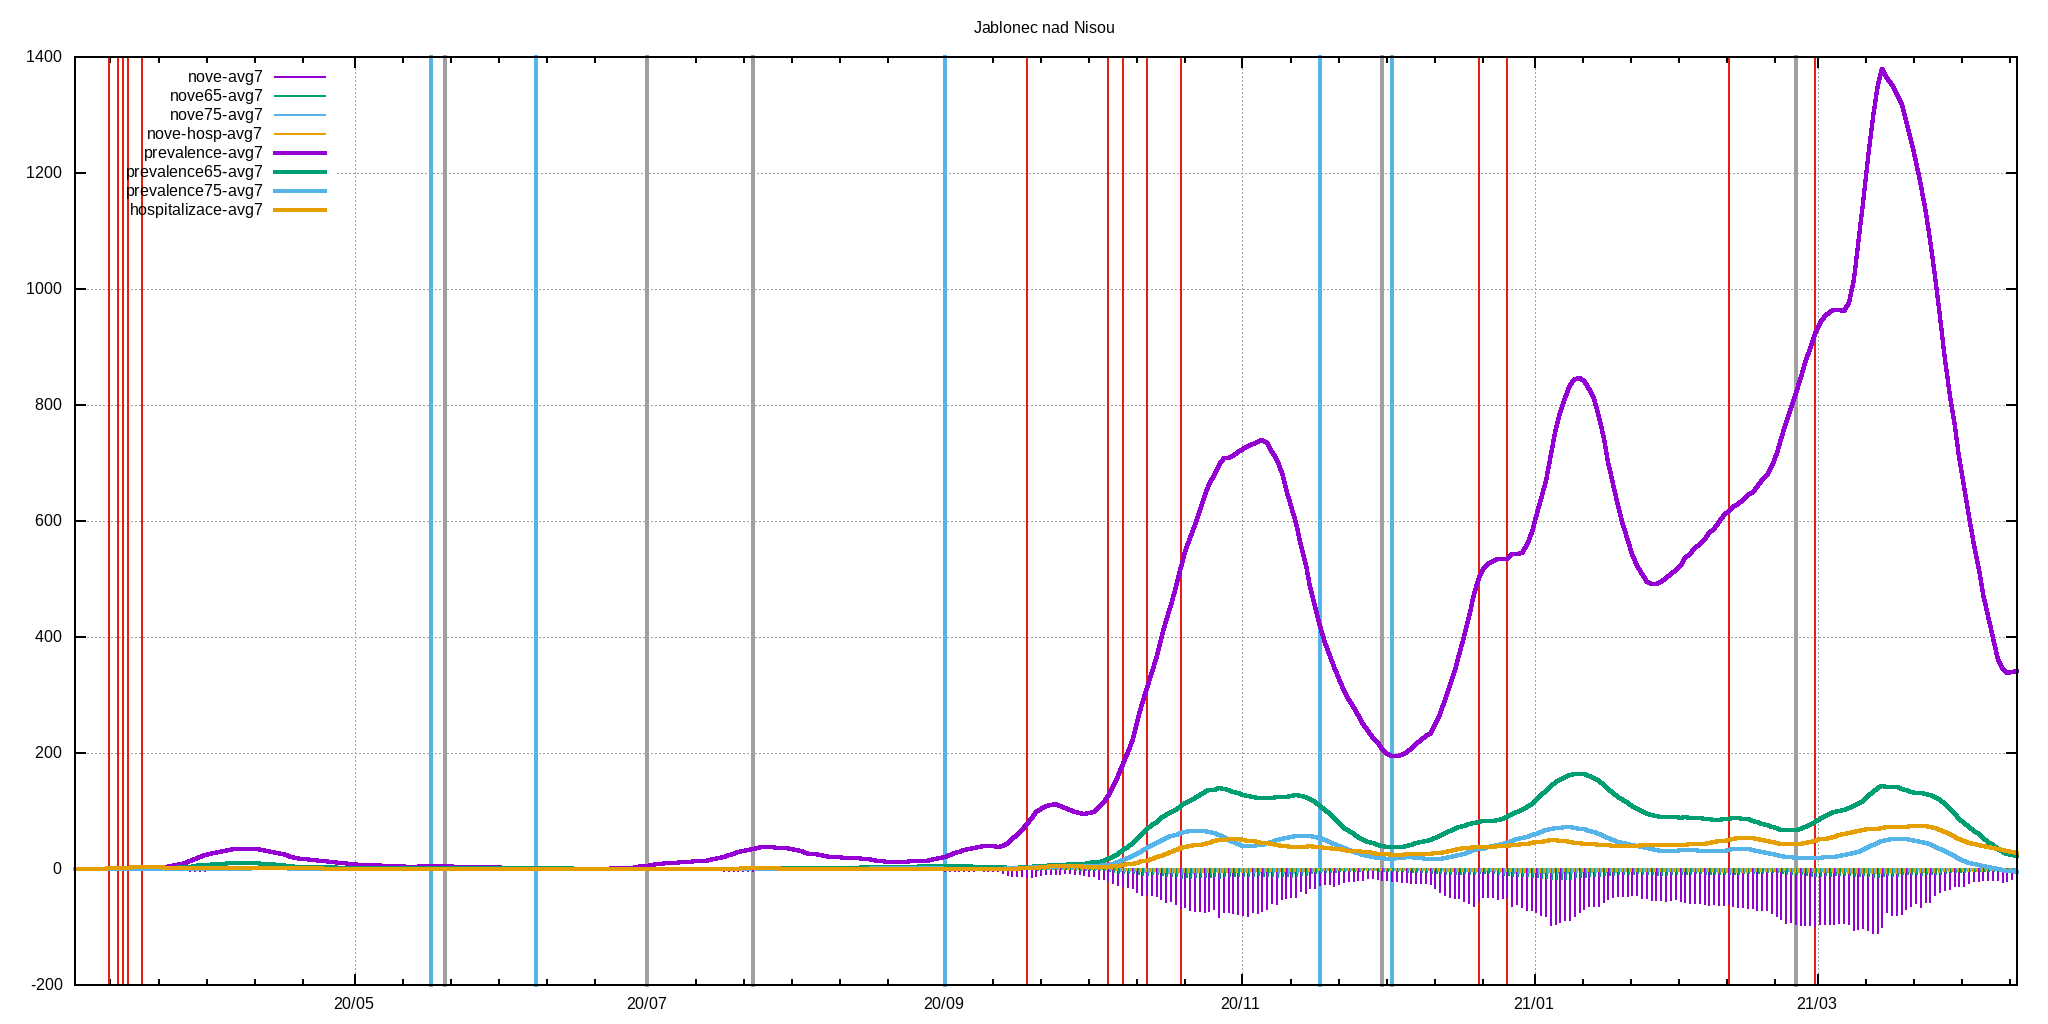 Jablonec nad Nisou
1400
1200
1000
800
600
400
200
0
-200
nove-avg7
nove65-avg7
nove75-avg7
nove-hosp-avg7
prevalence-avg7
prevalence65-avg7
prevalence75-avg7
hospitalizace-avg7
20/05 20/07 20/09 20/11 21/01 21/03